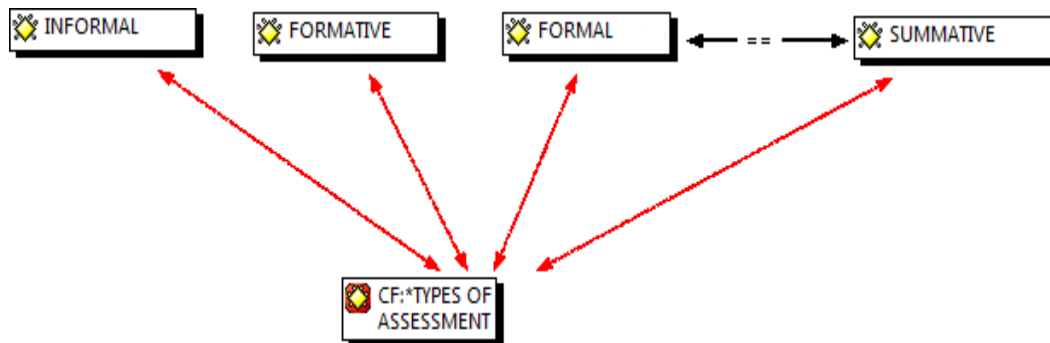 INFORMAL
FORMATIVE
FORMAL
==
SUMMATIVE
CF:*TYPES OF
ASSESSMENT